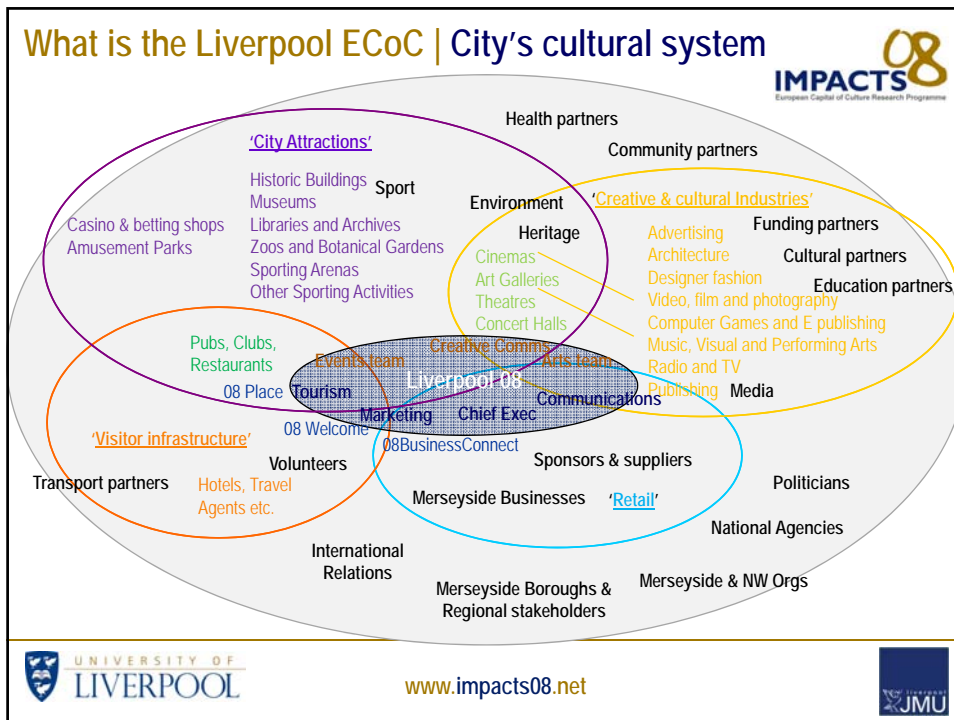 What is the Liverpool ECoC | City's cultural system
IMPACTS 08
European Capital of Culture Research Programme
Health partners
'City Attractions'
Community partners
Historic Buildings
Sport
Museums
Libraries and Archives
Zoos and Botanical Gardens
Sporting Arenas
Other Sporting Activities
Casino & betting shops
Amusement Parks
Environment
Heritage
Cinemas
Art Galleries
Theatres
Concert Halls
'Creative & cultural Industries'
Funding partners
Cultural partners
Education partners
Advertising
Architecture
Designer fashion
Video, film and photography
Computer Games and E publishing
Music, Visual and Performing Arts
Radio and TV
Publishing
Media
Pubs, Clubs,
Restaurants
Events team
Creative Comms
Arts team
Liverpool 08
08 Place
Tourism
Communications
Marketing
Chief Exec
08 Welcome
08BusinessConnect
'Visitor infrastructure'
Volunteers
Transport partners
Hotels, Travel
Agents etc.
Sponsors & suppliers
Merseyside Businesses
'Retail'
Politicians
National Agencies
International
Relations
Merseyside Boroughs &
Regional stakeholders
Merseyside & NW Orgs
UNIVERSITY OF
LIVERPOOL
www.impacts08.net
liverpool
JMU